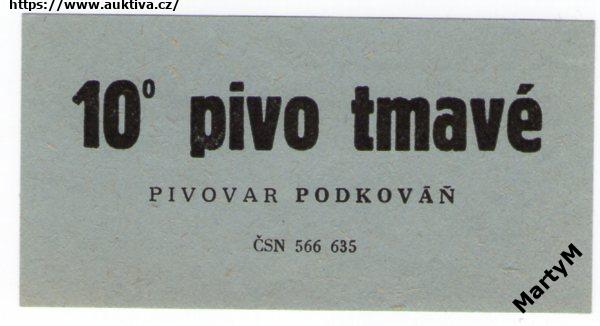 https://www.auktiva.cz/
10° pivo tmavé
PIVOVAR PODKOVÁŇ
ČSN 566 635
MartyM